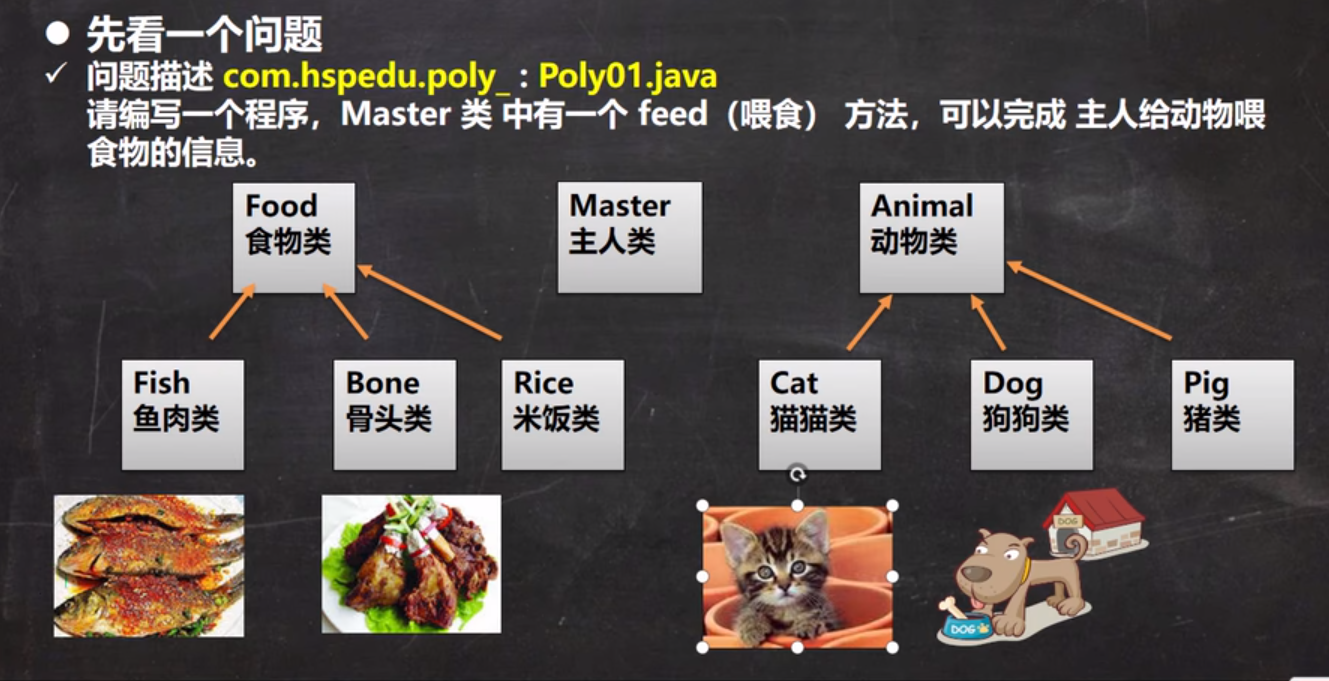 ● 先看一个问题
✓ 问题描述 com.hspedu.poly_ : Poly01.java
请编写一个程序，Master 类 中有一个 feed（喂食） 方法，可以完成 主人给动物喂
食物的信息。
Food
食物类
Master
主人类
Animal
动物类
Fish
鱼肉类
Bone
骨头类
Rice
米饭类
Cat
猫猫类
Dog
狗狗类
Pig
猪类
DOG
DOG